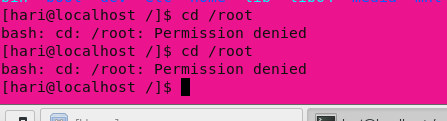 [hari@localhost /]$ cd /root
bash: cd: /root: Permission denied
[hari@localhost /]$ cd /root
bash: cd: /root: Permission denied
[hari@localhost /]$